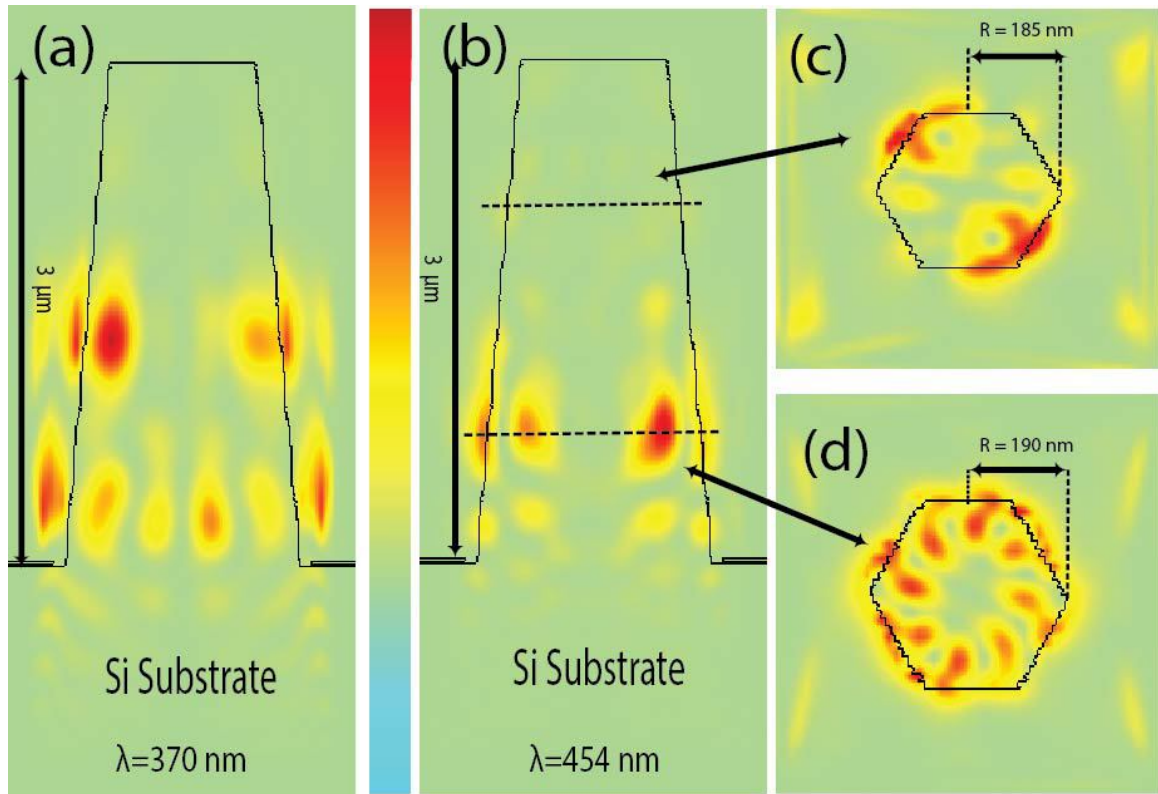 (a)
3 μm
Si Substrate
λ=370 nm
(b)
3 μm
Si Substrate
λ=454 nm
(c)
R = 185 nm
(d)
R = 190 nm